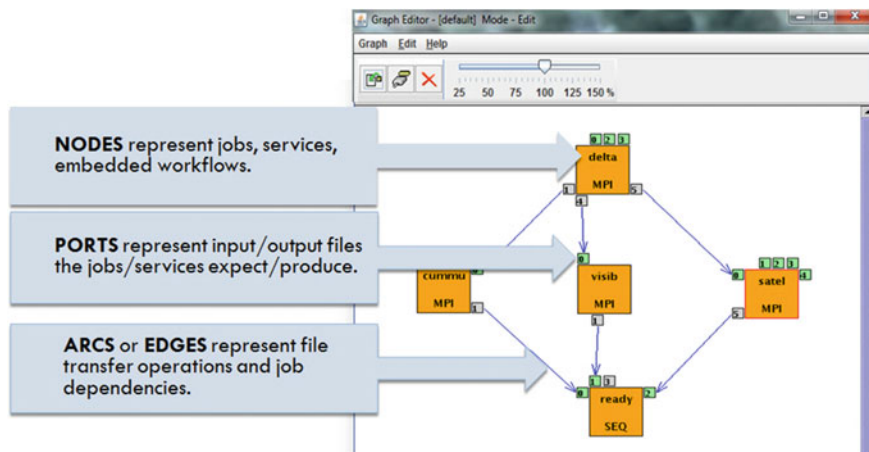 Graph Editor - [default] Mode - Edit
Graph Edit Help
25 50 75 100 125 150 %
NODES represent jobs, services,
embedded workflows.
0 2 3
delta
MPI
1 4 5
PORTS represent input/output files
the jobs/services expect/produce.
0
cummu
MPI
1
0
visib
MPI
1
1 2 3
0 4
satel
MPI
5
ARCS or EDGES represent file
transfer operations and job
dependencies.
1 3
0 2
ready
SEQ